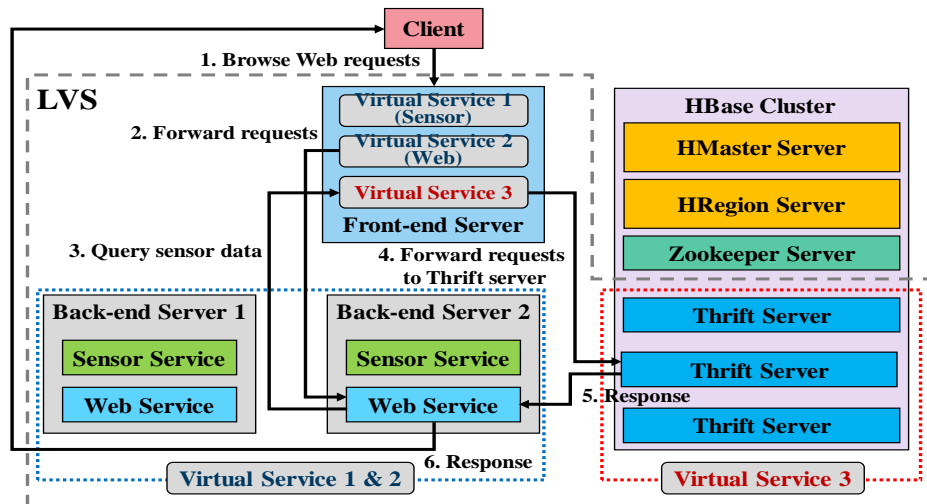 Client
1. Browse Web requests
LVS
Virtual Service 1
(Sensor)
2. Forward requests
Virtual Service 2
(Web)
Virtual Service 3
Front-end Server
HBase Cluster
HMaster Server
HRegion Server
Zookeeper Server
3. Query sensor data
4. Forward requests
to Thrift server
Back-end Server 1
Sensor Service
Web Service
Back-end Server 2
Sensor Service
Web Service
Thrift Server
Thrift Server
5. Response
Thrift Server
6. Response
Virtual Service 1 & 2
Virtual Service 3